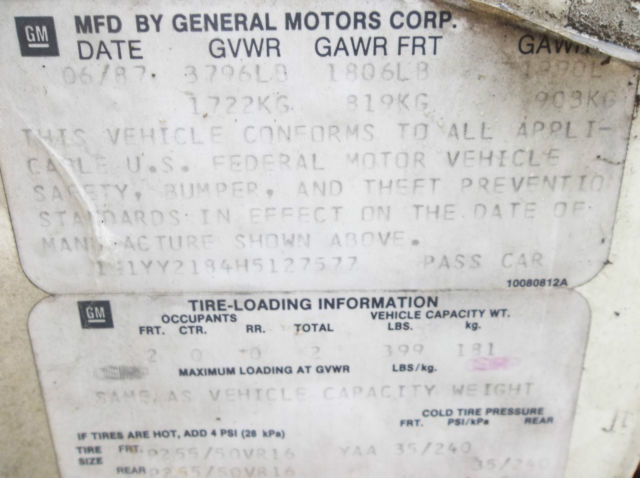 GM MFD BY GENERAL MOTORS CORP.
DATE GVWR GAWR FRT GAWR
06/87 3796LB 1806LB 1990L
1722KG 819KG 903KG
THIS VEHICLE CONFORMS TO ALL APPLI-
CABLE U.S. FEDERAL MOTOR VEHICLE
SAFETY, BUMPER, AND THEFT PREVENTIO
STANDARDS IN EFFECT ON THE DATE OF
MANUFACTURE SHOWN ABOVE.
1G1YY2184H5127577 PASS CAR
10080812A
GM TIRE-LOADING INFORMATION
OCCUPANTS VEHICLE CAPACITY WT.
FRT. CTR. RR. TOTAL LBS. kg.
2 0 0 2 399 181
MAXIMUM LOADING AT GVWR LBS/kg.
SAME AS VEHICLE CAPACITY WEIGHT
COLD TIRE PRESSURE
FRT. PSI/kPa REAR
IF TIRES ARE HOT, ADD 4 PSI (28 kPa)
TIRE SIZE FRT. P255/50VR16 YAA 35/240
REAR P255/50VR16 35/240